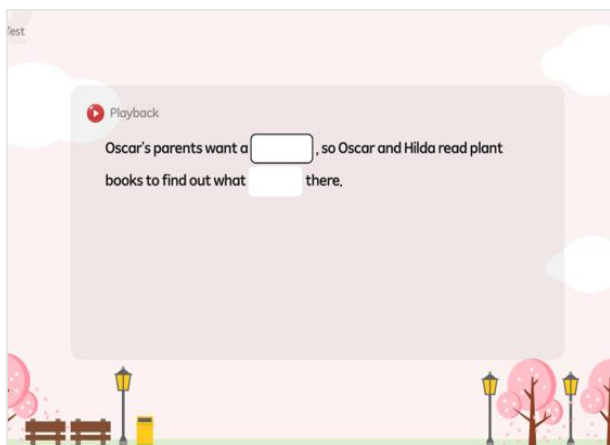 Test
Playback
Oscar's parents want a , so Oscar and Hilda read plant
books to find out what there.